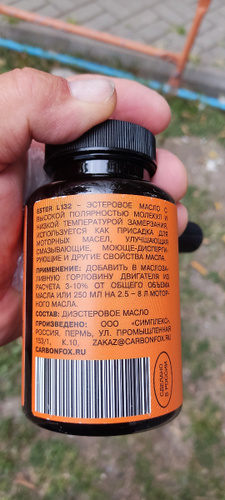 ESTER L132 – ЭСТЕРОВОЕ МАСЛО С
ВЫСОКОЙ ПОЛЯРНОСТЬЮ МОЛЕКУЛ И
НИЗКОЙ ТЕМПЕРАТУРОЙ ЗАМЕРЗАНИЯ,
ИСПОЛЬЗУЕТСЯ КАК ПРИСАДКА ДЛЯ
МОТОРНЫХ МАСЕЛ, УЛУЧШАЮЩАЯ
СМАЗЫВАЮЩИЕ, МОЮЩЕ-ДИСПЕРГИ-
РУЮЩИЕ И ДРУГИЕ СВОЙСТВА МАСЛА.
ПРИМЕНЕНИЕ: ДОБАВИТЬ В МАСЛОЗА-
ЛИВНУЮ ГОРЛОВИНУ ДВИГАТЕЛЯ ИЗ
РАСЧЕТА 3-10% ОТ ОБЩЕГО ОБЪЕМА
МАСЛА ИЛИ 250 МЛ НА 2.5 – 8 Л МОТОР-
НОГО МАСЛА.
СОСТАВ: ДИЭСТЕРОВОЕ МАСЛО
ПРОИЗВЕДЕНО: ООО «СИМПЛЕКС»,
РОССИЯ, ПЕРМЬ, УЛ. ПРОМЫШЛЕННАЯ
153/1, К.10, ZAKAZ@CARBONFOX.RU
CARBONFOX.RU
СДЕЛАНО
В РОССИИ